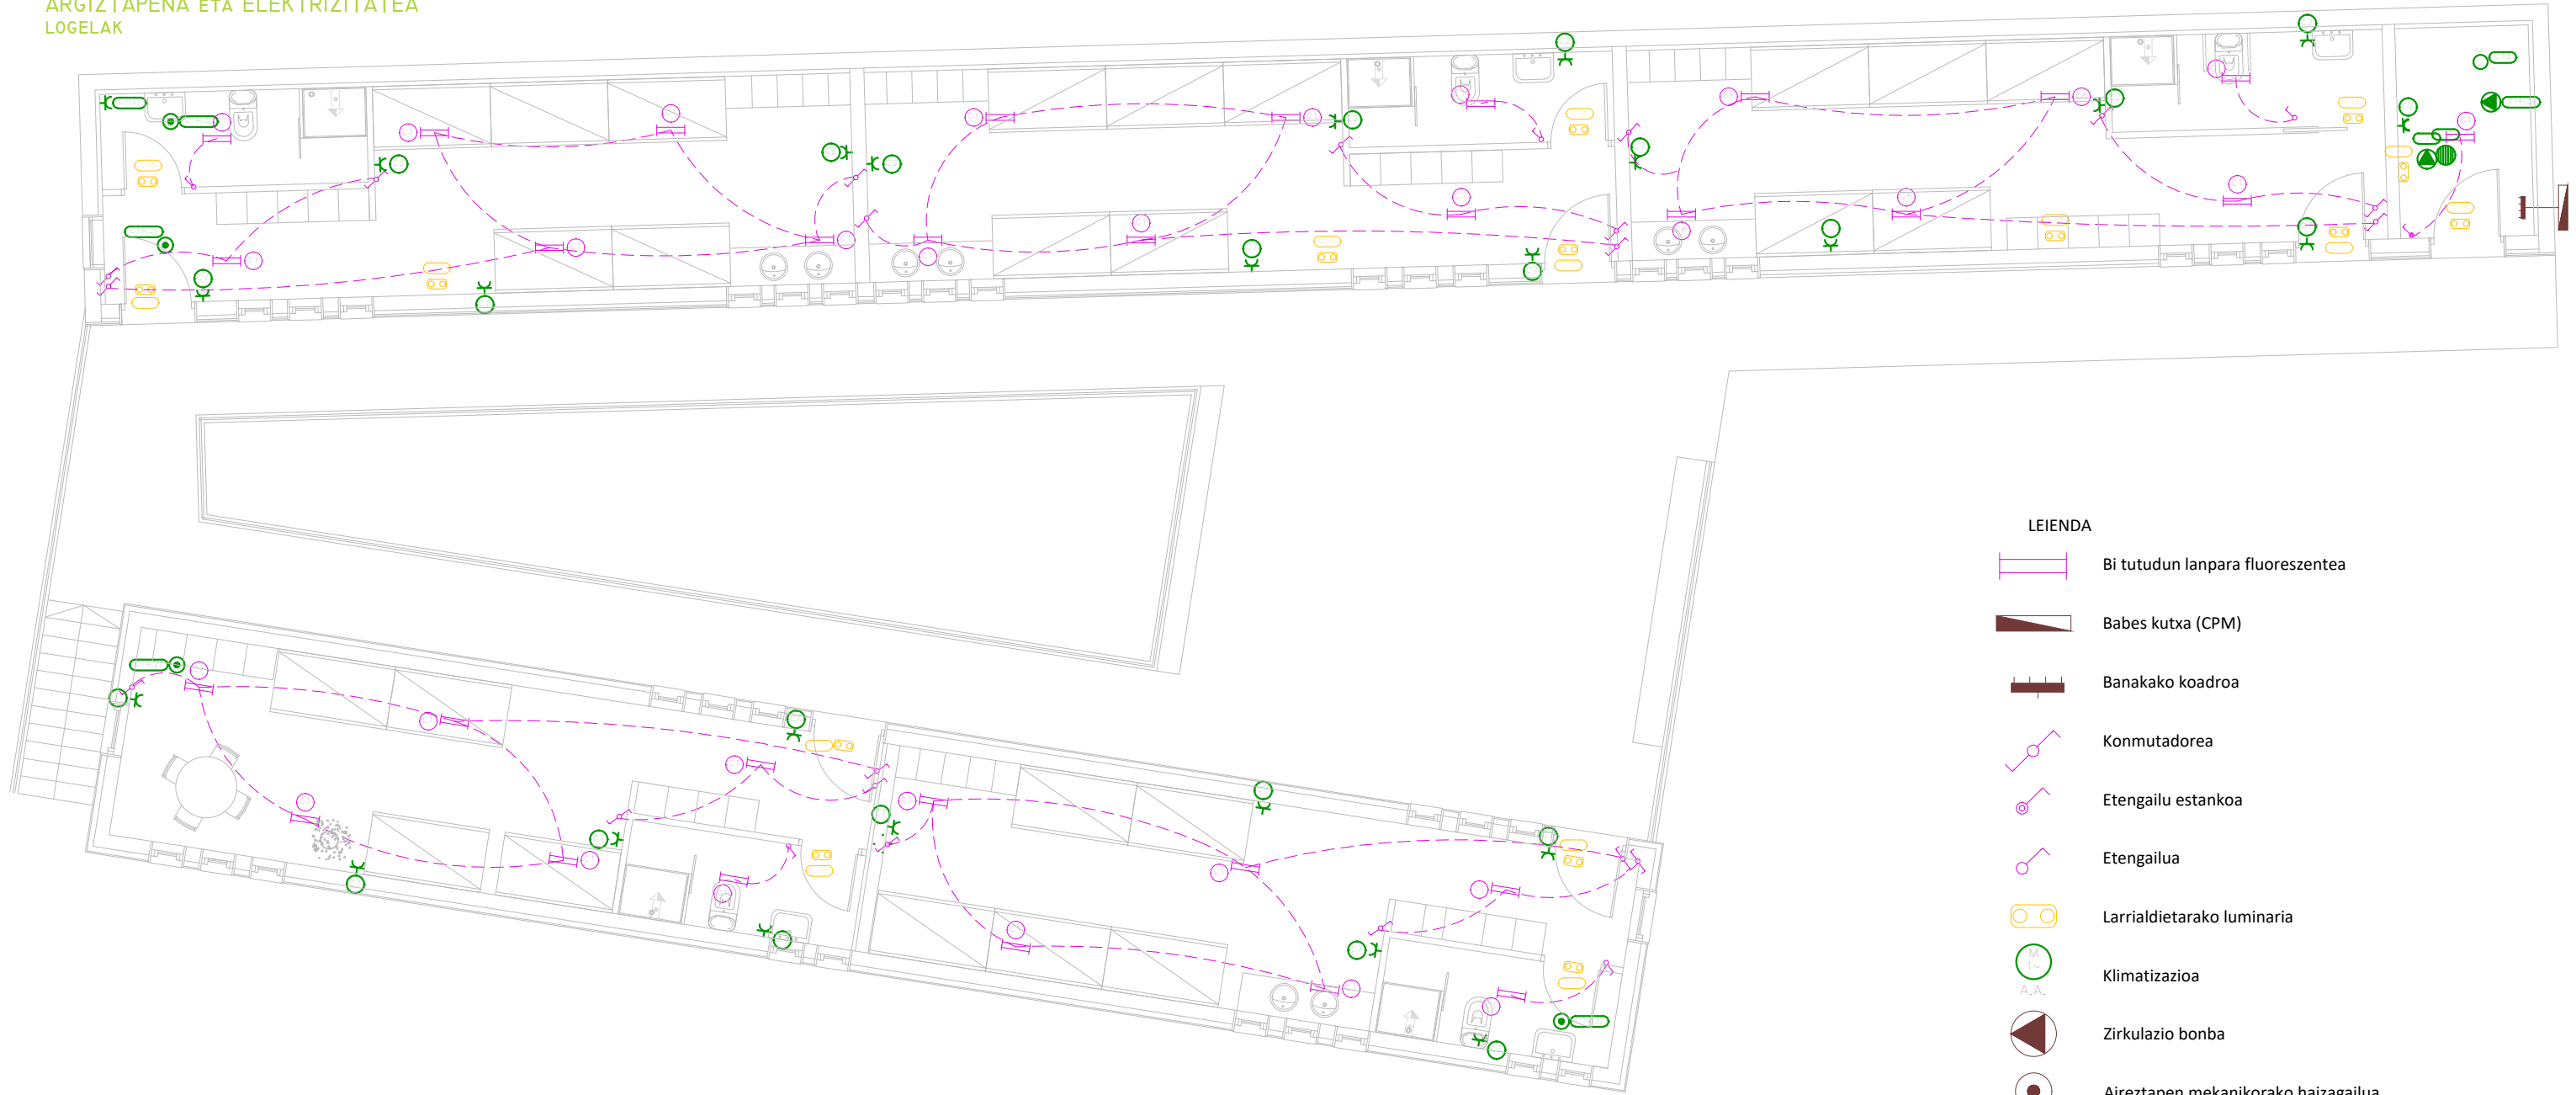 ARGIZTAPENA ETA ELEKTRIZITATEA
LOGELAK
LEIENDA
Bi tutudun lanpara fluoreszentea
Babes kutxa (CPM)
Banakako koadroa
Konmutadorea
Etengailu estankoa
Etengailua
Larrialdietarako luminaria
M
1~
A.A.
Klimatizazioa
Zirkulazio bonba
Aireztapen mekanikorako haizagailua